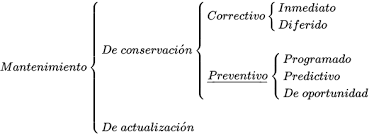 Mantenimiento
De conservación
Correctivo
Inmediato
Diferido
Preventivo
Programado
Predictivo
De oportunidad
De actualización